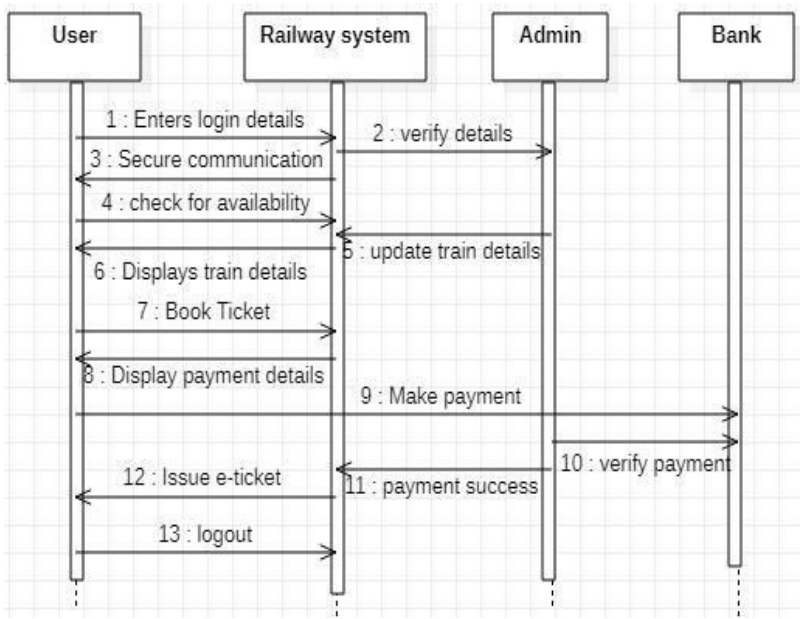 User
Railway system
Admin
Bank
1 : Enters login details
2 : verify details
3 : Secure communication
4 : check for availability
5 : update train details
6 : Displays train details
7 : Book Ticket
8 : Display payment details
9 : Make payment
10 : verify payment
11 : payment success
12 : Issue e-ticket
13 : logout